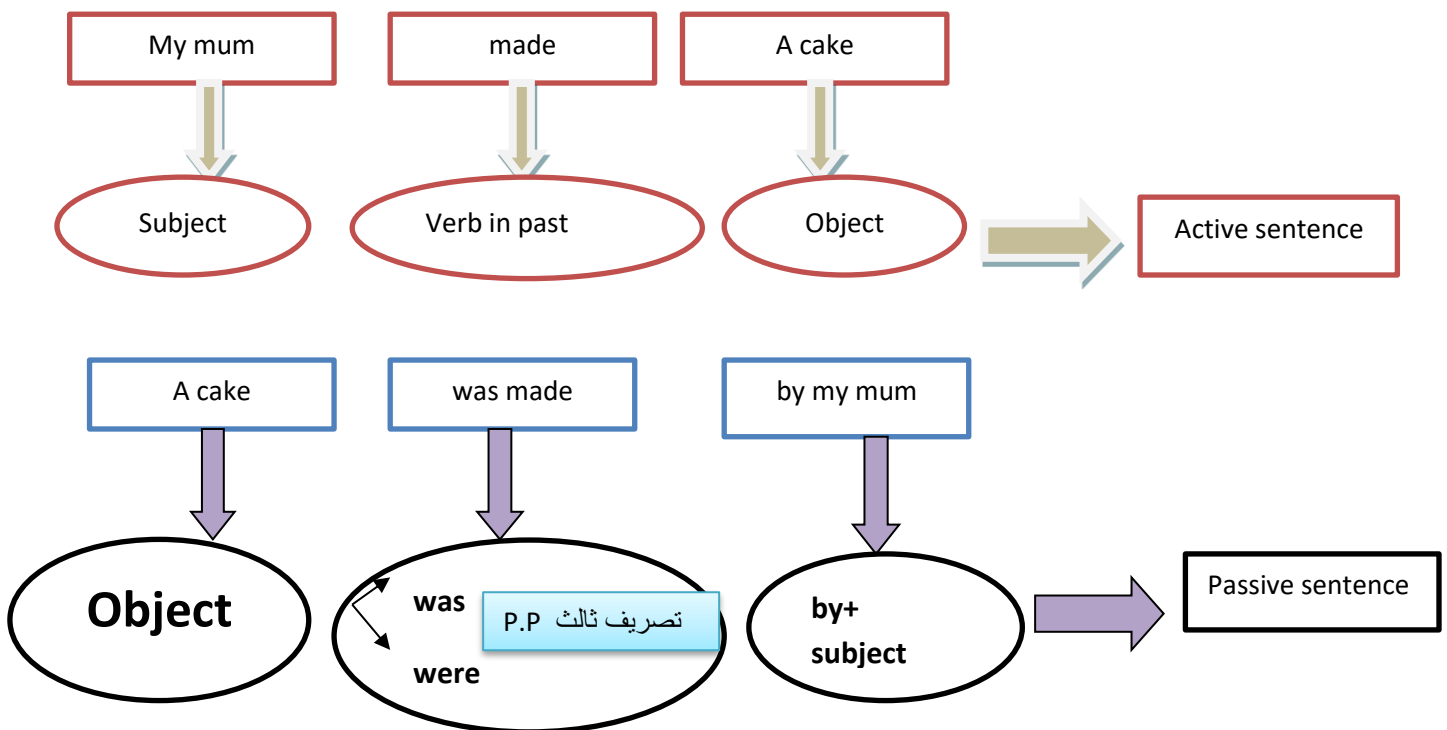 My mum made A cake
Subject Verb in past Object Active sentence
A cake was made by my mum
Object
was
were
تصريف ثالث P.P
by+
subject
Passive sentence